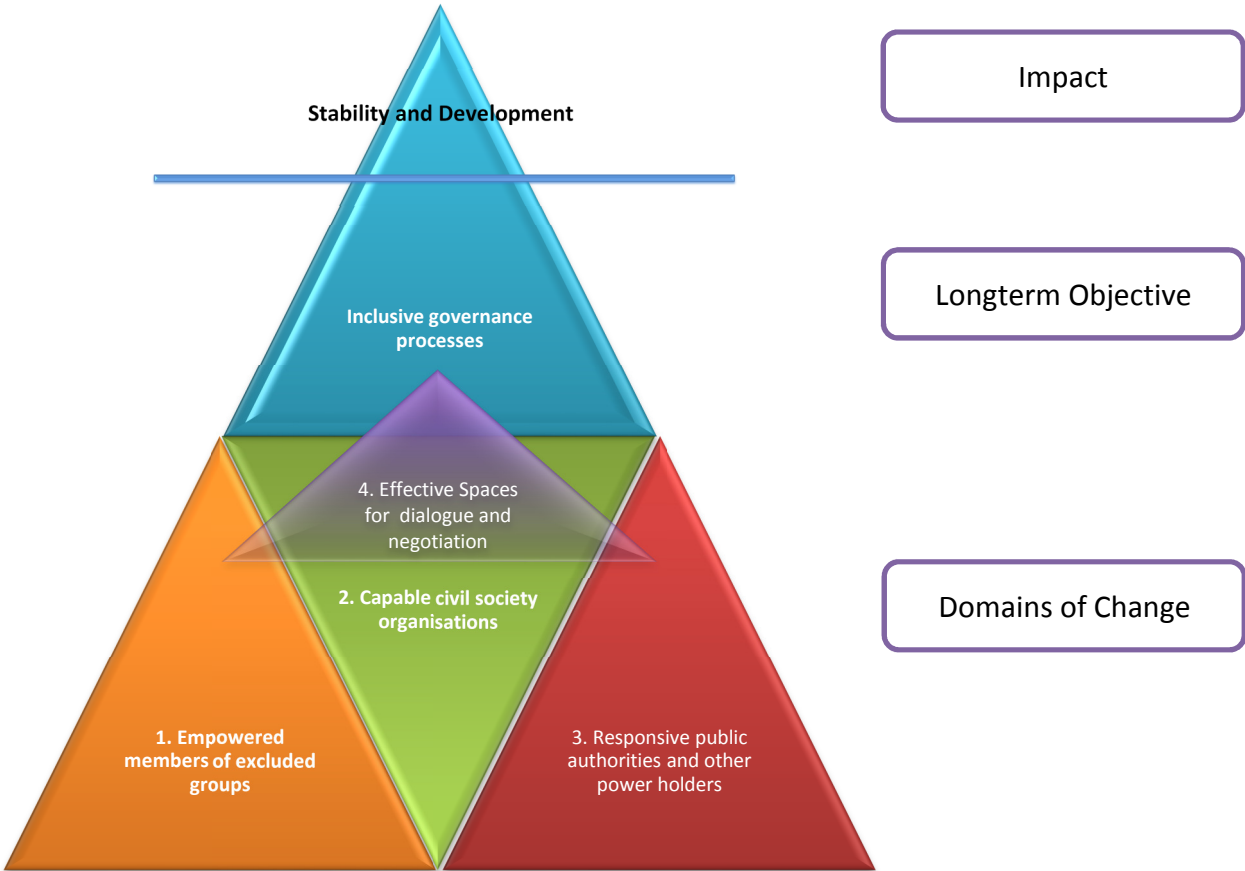 Impact
Stability and Development
Longterm Objective
Inclusive governance
processes
4. Effective Spaces
for dialogue and
negotiation
2. Capable civil society
organisations
Domains of Change
1. Empowered
members of excluded
groups
3. Responsive public
authorities and other
power holders